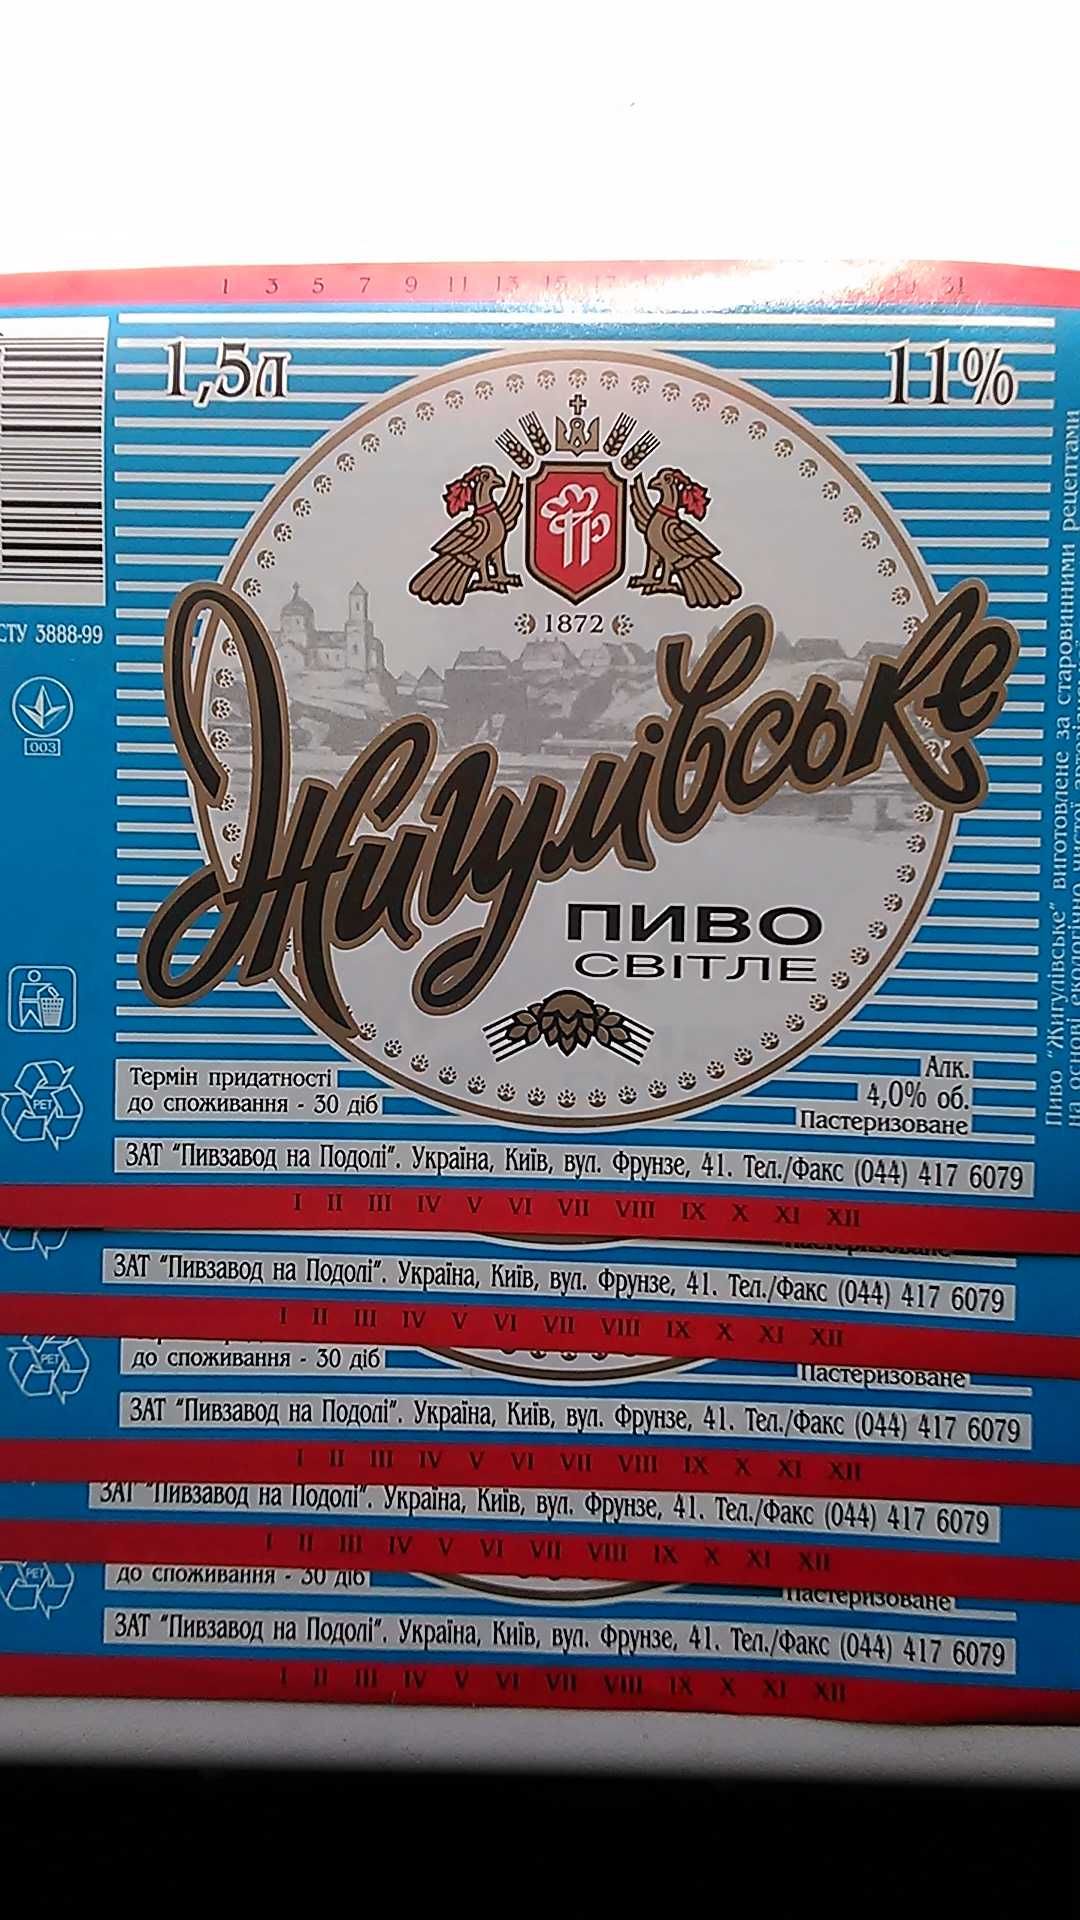 1 3 5 7 9 11 13 15 17 31
1,5л
11%
1872
Жигулівське
ПИВО
СВІТЛЕ
СТУ 3888-99
003
PET
Термін придатності
до споживання - 30 діб
Алк.
4,0% об.
Пастеризоване
ЗАТ "Пивзавод на Подолі". Україна, Київ, вул. Фрунзе, 41. Тел./Факс (044) 417 6079
I II III IV V VI VII VIII IX X XI XII
Пиво "Жигулівське" виготовлене за старовинними рецептами
на основі екологічно чистої
Пастеризоване
ЗАТ "Пивзавод на Подолі". Україна, Київ, вул. Фрунзе, 41. Тел./Факс (044) 417 6079
I II III IV V VI VII VIII IX X XI XII
PET
до споживання - 30 діб
Пастеризоване
ЗАТ "Пивзавод на Подолі". Україна, Київ, вул. Фрунзе, 41. Тел./Факс (044) 417 6079
I II III IV V VI VII VIII IX X XI XII
ЗАТ "Пивзавод на Подолі". Україна, Київ, вул. Фрунзе, 41. Тел./Факс (044) 417 6079
I II III IV V VI VII VIII IX X XI XII
PET
до споживання - 30 діб
Пастеризоване
ЗАТ "Пивзавод на Подолі". Україна, Київ, вул. Фрунзе, 41. Тел./Факс (044) 417 6079
I II III IV V VI VII VIII IX X XI XII